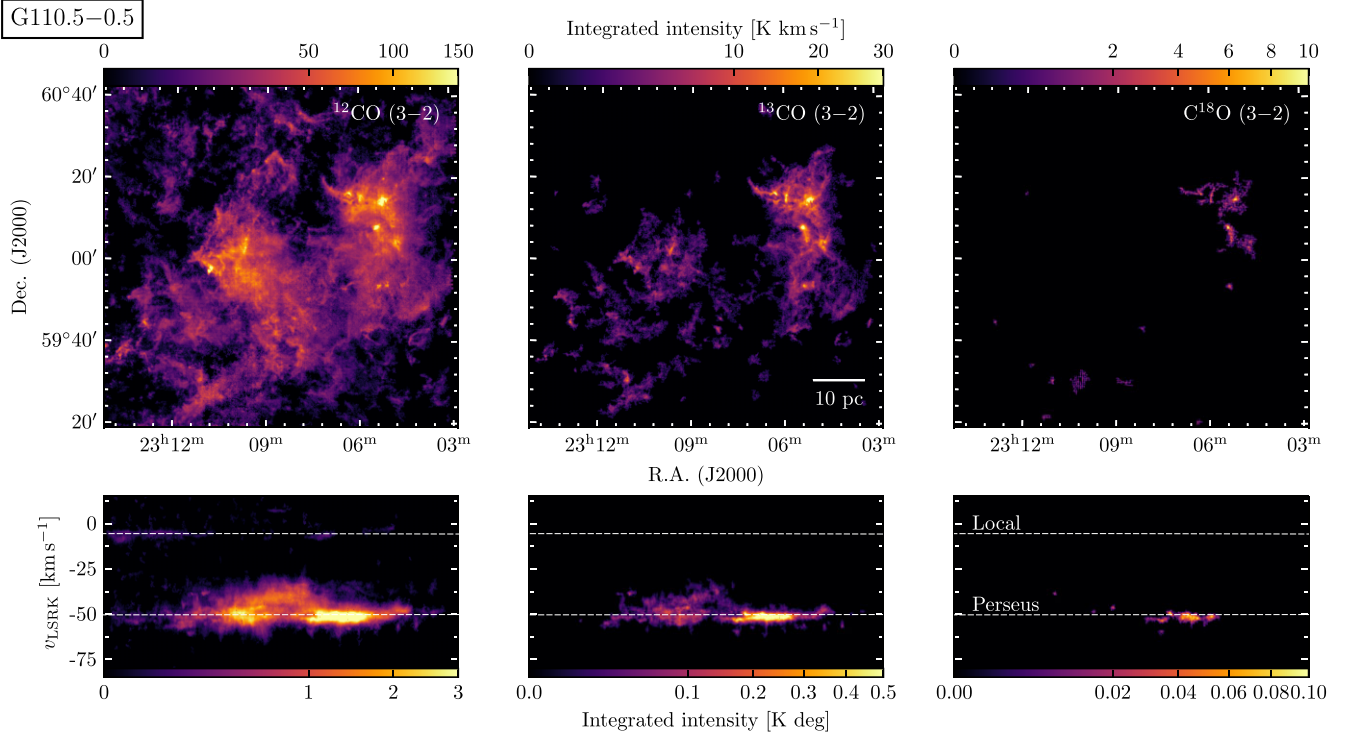 G110.5−0.5
Integrated intensity [K km s⁻¹]
0 50 100 150
0 10 20 30
0 2 4 6 8 10
¹²CO (3−2)
¹³CO (3−2)
C¹⁸O (3−2)
Dec. (J2000)
60°40′
20′
00′
59°40′
20′
10 pc
23ʰ12ᵐ 09ᵐ 06ᵐ 03ᵐ
23ʰ12ᵐ 09ᵐ 06ᵐ 03ᵐ
23ʰ12ᵐ 09ᵐ 06ᵐ 03ᵐ
R.A. (J2000)
v_LSRK [km s⁻¹]
0
-25
-50
-75
Local
Perseus
0 1 2 3
0.0 0.1 0.2 0.3 0.4 0.5
0.00 0.02 0.04 0.06 0.08 0.10
Integrated intensity [K deg]